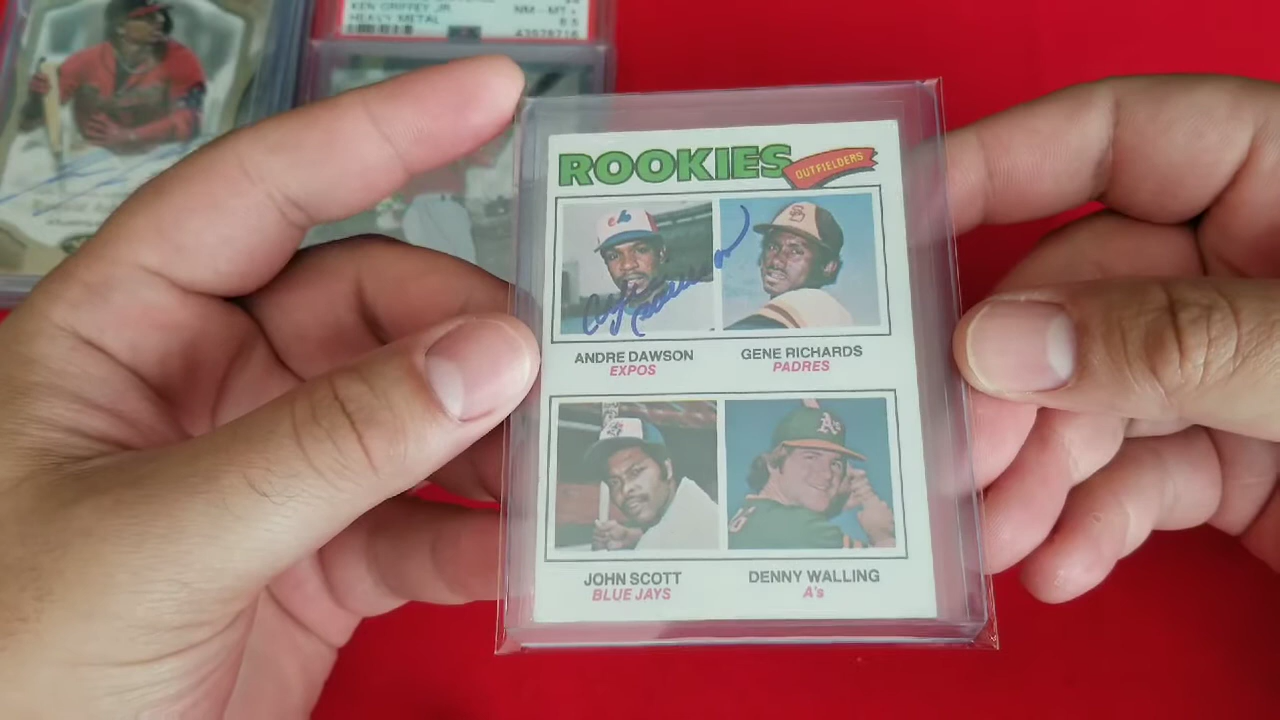 KEN GRIFFEY JR.
NM-MT+
HEAVY METAL
8.5
43578716
ROOKIES
OUTFIELDERS
ANDRE DAWSON
EXPOS
GENE RICHARDS
PADRES
JOHN SCOTT
BLUE JAYS
DENNY WALLING
A's